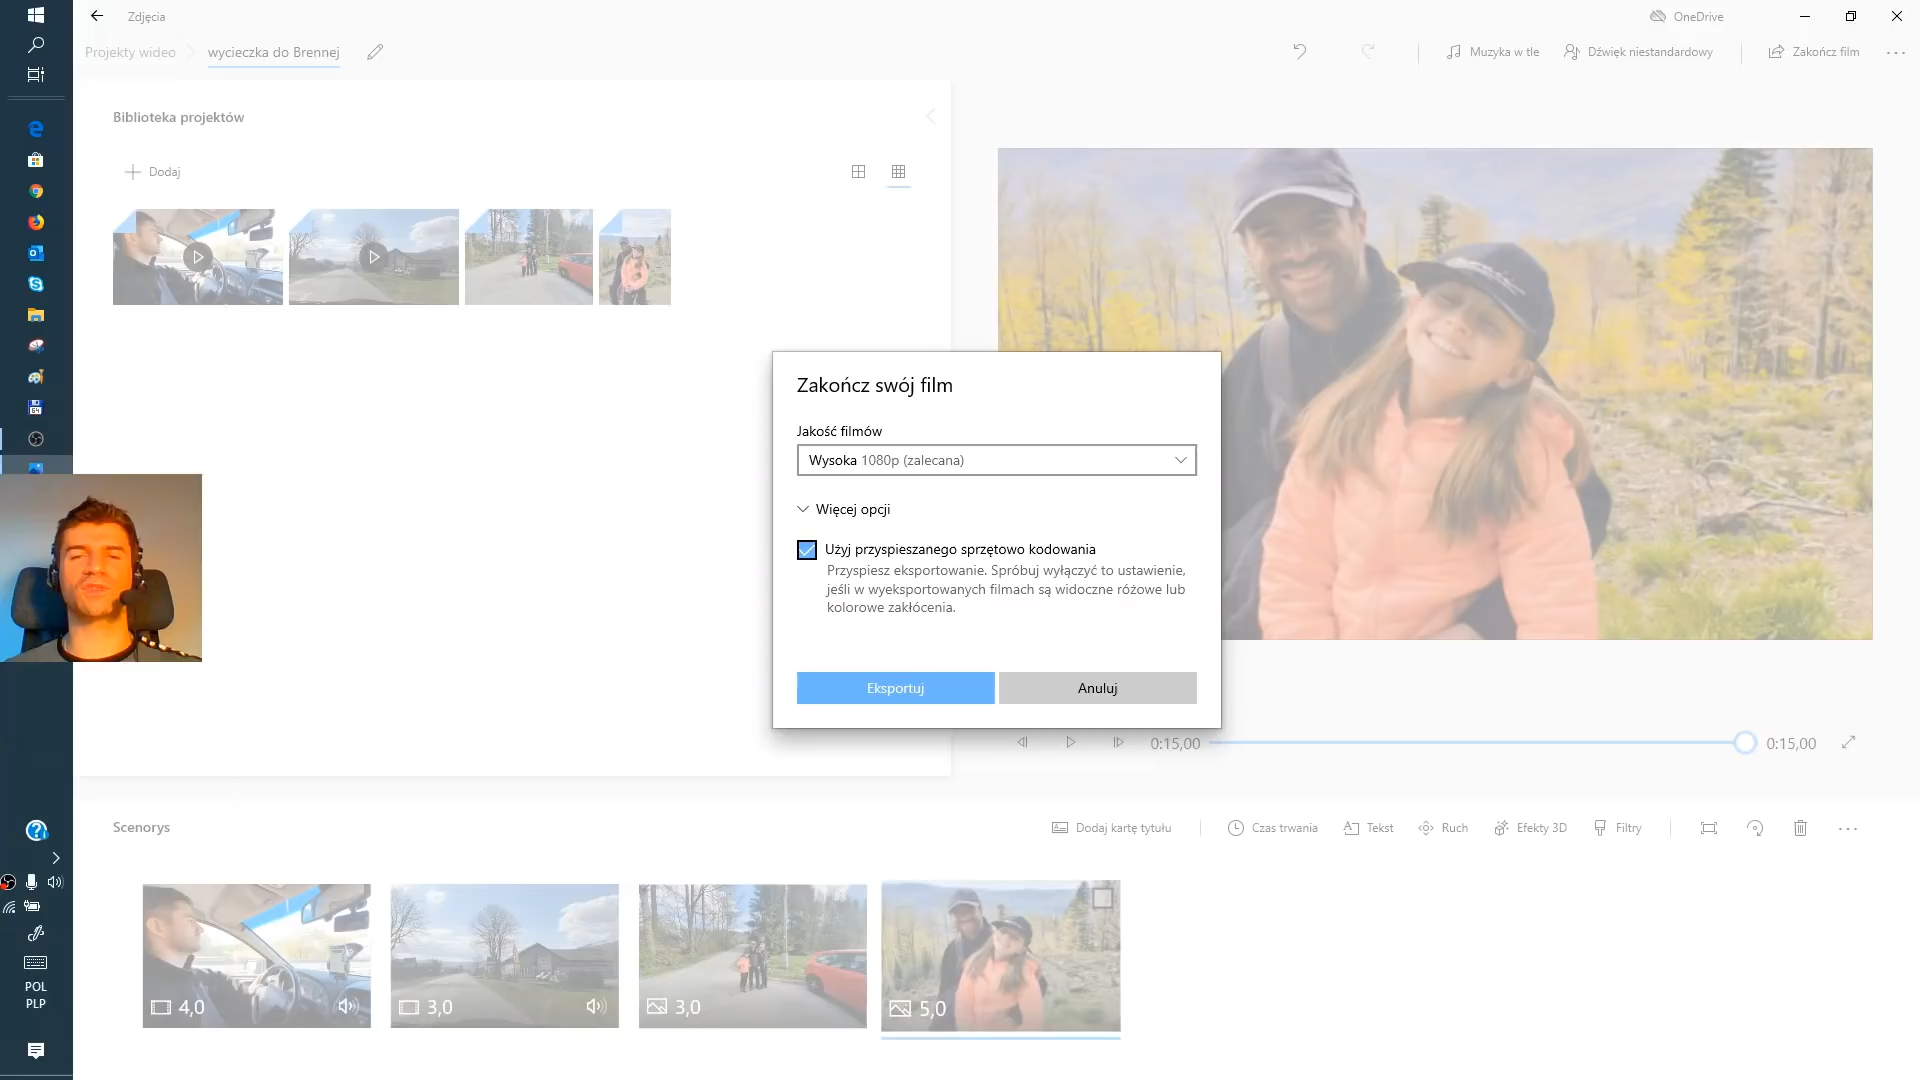 Zdjęcia
OneDrive
Projekty wideo
wycieczka do Brennej
Muzyka w tle
Dźwięk niestandardowy
Zakończ film
Biblioteka projektów
Dodaj
Zakończ swój film
Jakość filmów
Wysoka 1080p (zalecana)
Więcej opcji
Użyj przyspieszanego sprzętowo kodowania
Przyspiesz eksportowanie. Spróbuj wyłączyć to ustawienie,
jeśli w wyeksportowanych filmach są widoczne różowe lub
kolorowe zakłócenia.
Eksportuj
Anuluj
0:15,00
0:15,00
Scenorys
Dodaj kartę tytułu
Czas trwania
Tekst
Ruch
Efekty 3D
Filtry
4,0
3,0
3,0
5,0
64
POL
PLP